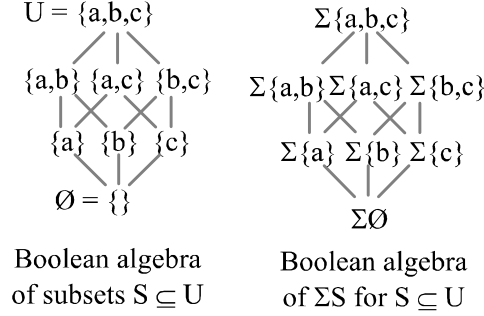 U = {a,b,c}
{a,b} {a,c} {b,c}
{a} {b} {c}
Ø = {}
Boolean algebra
of subsets S ⊆ U
Σ{a,b,c}
Σ{a,b} Σ{a,c} Σ{b,c}
Σ{a} Σ{b} Σ{c}
ΣØ
Boolean algebra
of ΣS for S ⊆ U